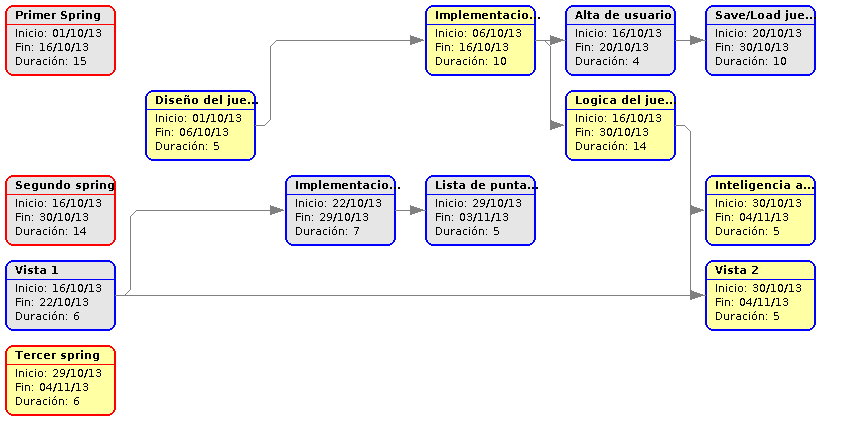 Primer Spring
Inicio: 01/10/13
Fin: 16/10/13
Duración: 15
Implementacio...
Inicio: 06/10/13
Fin: 16/10/13
Duración: 10
Alta de usuario
Inicio: 16/10/13
Fin: 20/10/13
Duración: 4
Save/Load jue...
Inicio: 20/10/13
Fin: 30/10/13
Duración: 10
Diseño del jue...
Inicio: 01/10/13
Fin: 06/10/13
Duración: 5
Logica del jue...
Inicio: 16/10/13
Fin: 30/10/13
Duración: 14
Segundo spring
Inicio: 16/10/13
Fin: 30/10/13
Duración: 14
Implementacio...
Inicio: 22/10/13
Fin: 29/10/13
Duración: 7
Lista de punta...
Inicio: 29/10/13
Fin: 03/11/13
Duración: 5
Inteligencia a...
Inicio: 30/10/13
Fin: 04/11/13
Duración: 5
Vista 1
Inicio: 16/10/13
Fin: 22/10/13
Duración: 6
Vista 2
Inicio: 30/10/13
Fin: 04/11/13
Duración: 5
Tercer spring
Inicio: 29/10/13
Fin: 04/11/13
Duración: 6